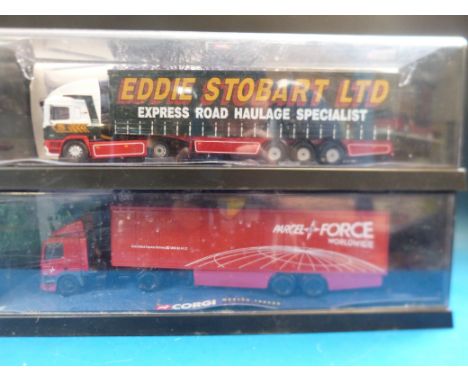 EDDIE STOBART LTD
EXPRESS ROAD HAULAGE SPECIALIST
PARCEL FORCE
WORLDWIDE
CORGI